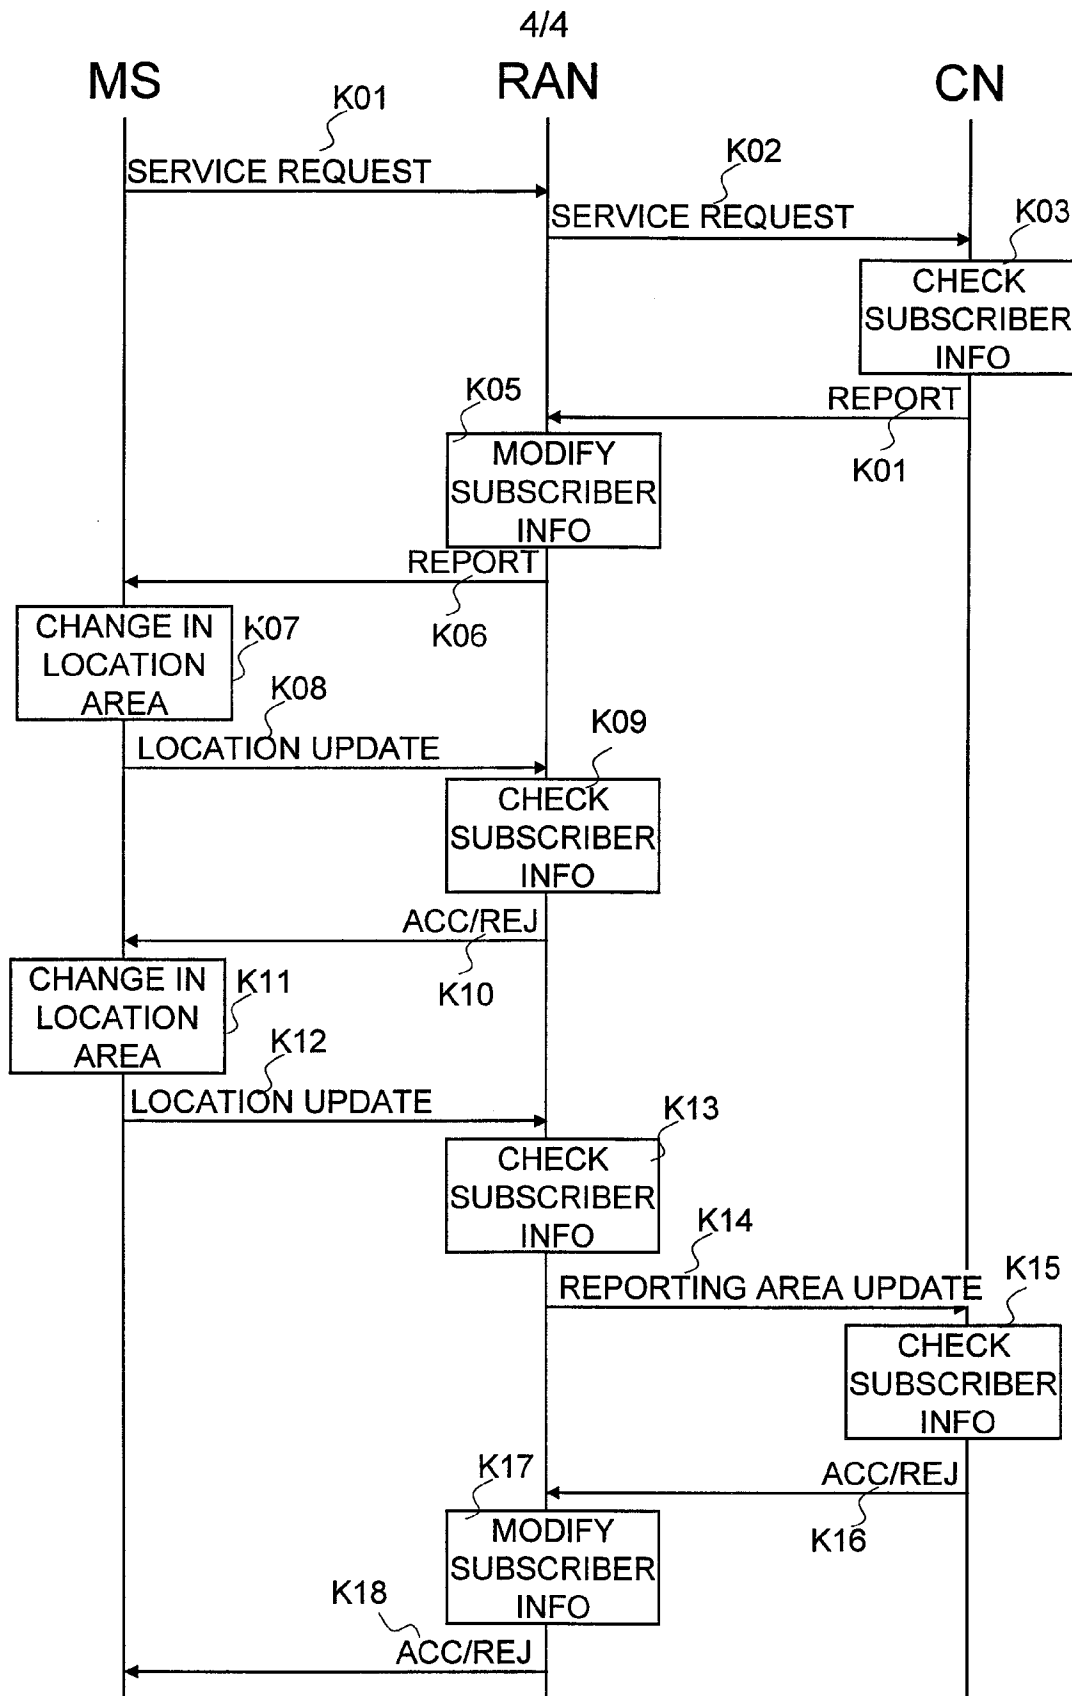 4/4
MS
RAN
CN
K01
SERVICE REQUEST
K02
SERVICE REQUEST
K03
CHECK
SUBSCRIBER
INFO
REPORT
K01
K05
MODIFY
SUBSCRIBER
INFO
REPORT
K06
CHANGE IN
LOCATION
AREA
K07
K08
LOCATION UPDATE
K09
CHECK
SUBSCRIBER
INFO
ACC/REJ
K10
CHANGE IN
LOCATION
AREA
K11
K12
LOCATION UPDATE
K13
CHECK
SUBSCRIBER
INFO
K14
REPORTING AREA UPDATE
K15
CHECK
SUBSCRIBER
INFO
ACC/REJ
K16
K17
MODIFY
SUBSCRIBER
INFO
K18
ACC/REJ